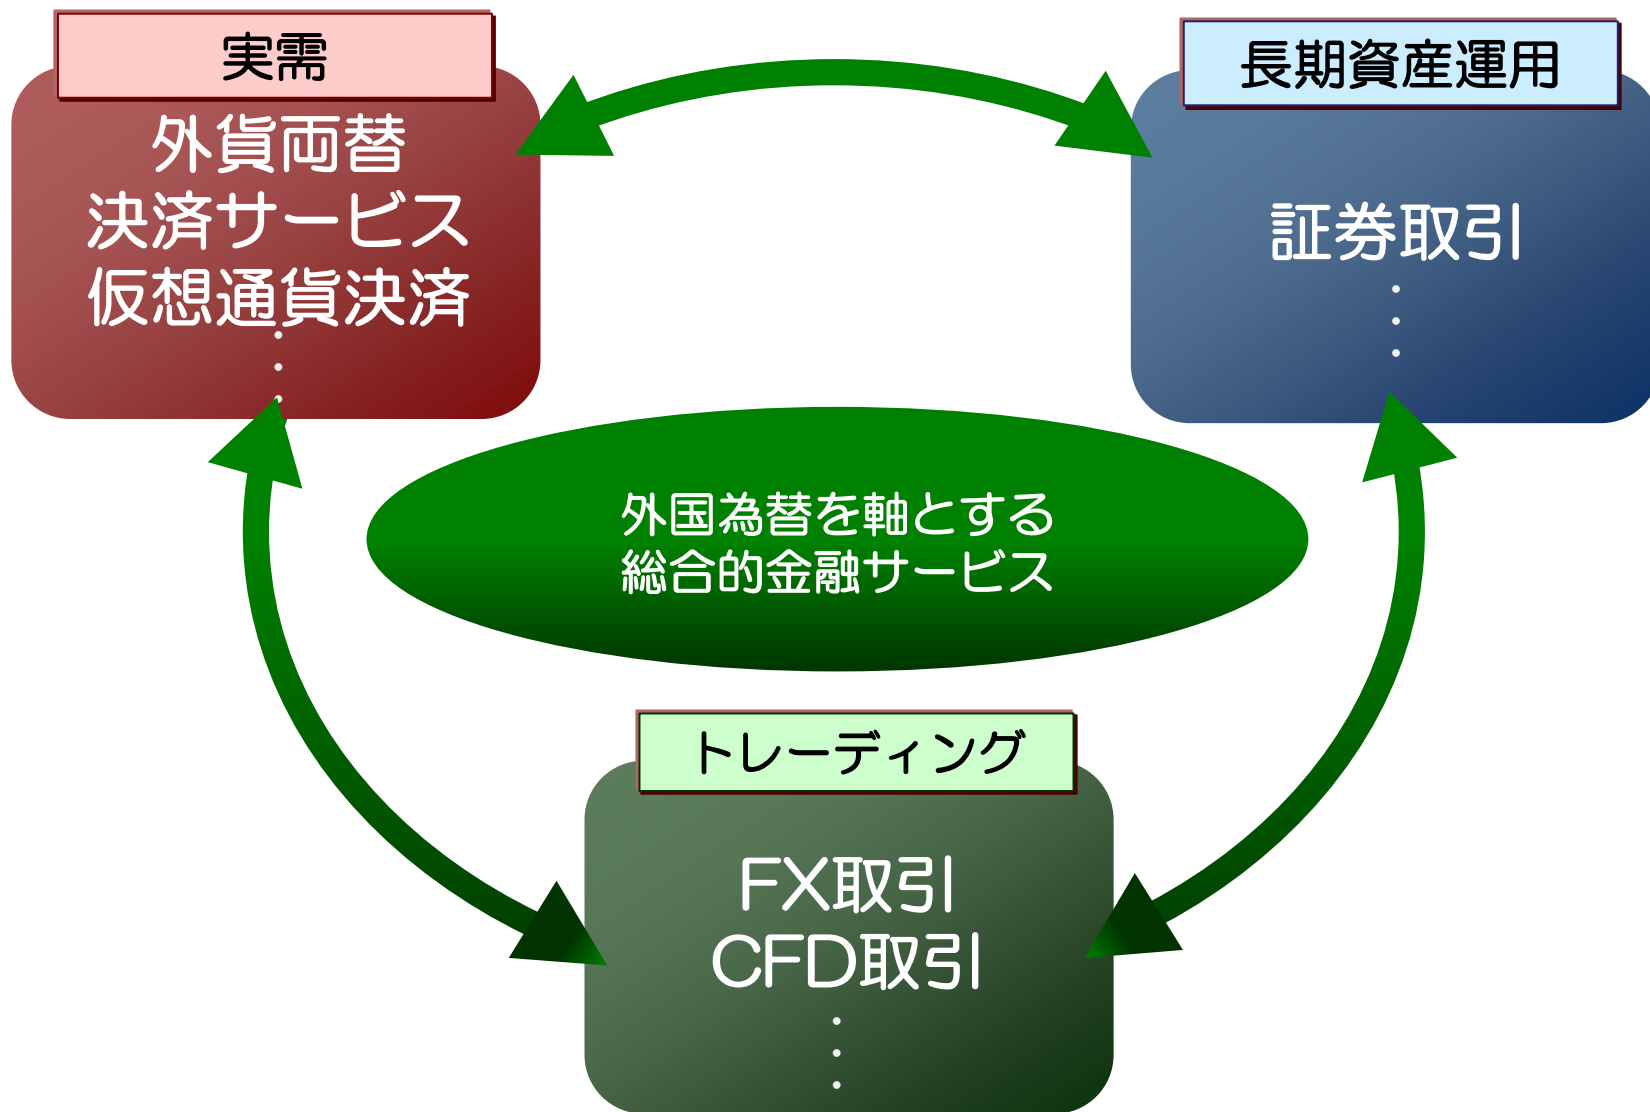 実需
外貨両替
決済サービス
仮想通貨決済
長期資産運用
証券取引
外国為替を軸とする
総合的金融サービス
トレーディング
FX取引
CFD取引